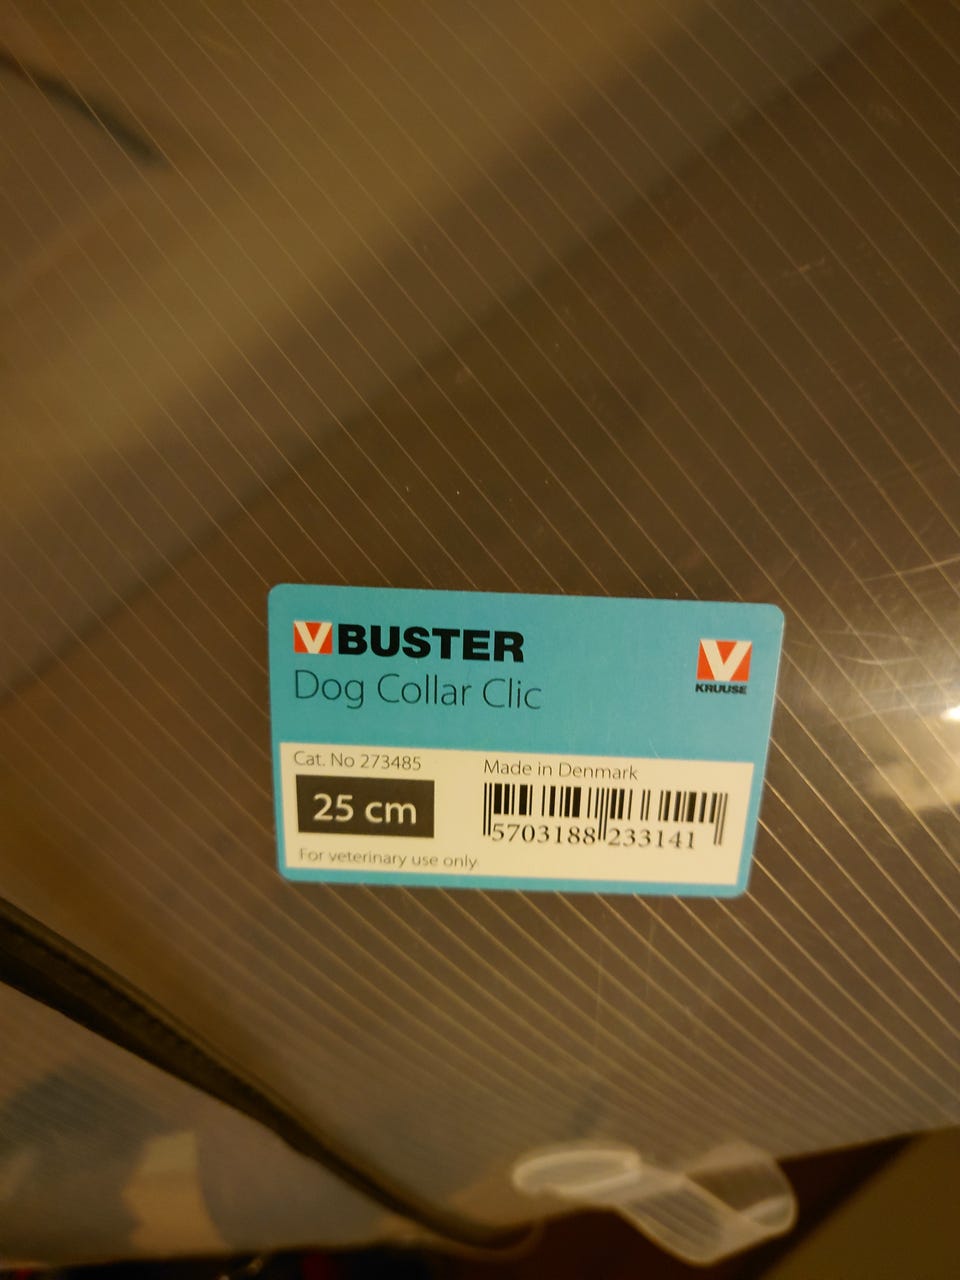 V BUSTER
Dog Collar Clic
V
KRUUSE
Cat. No 273485
25 cm
For veterinary use only
Made in Denmark
5703188 233141